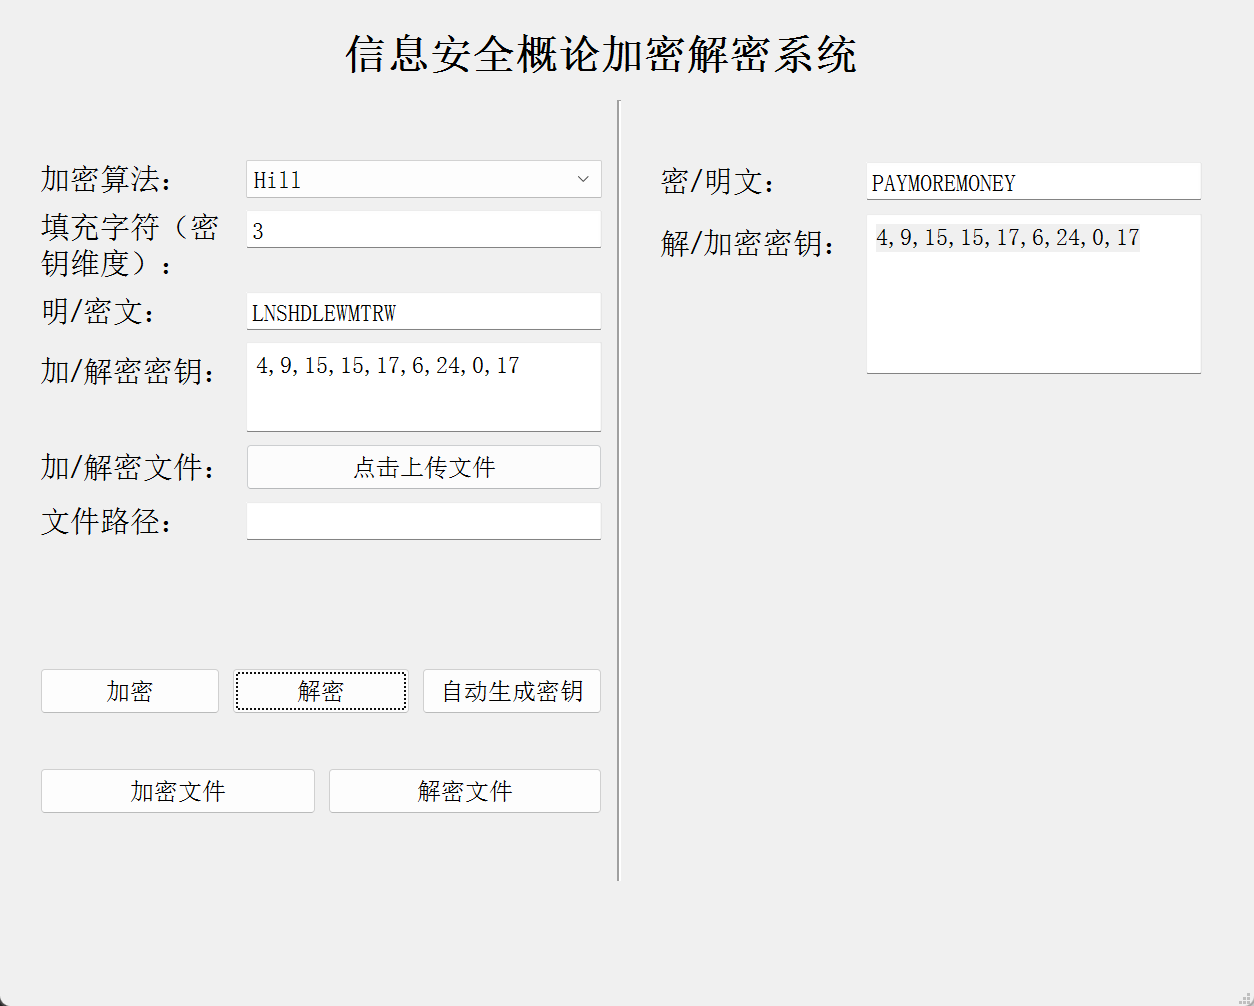 信息安全概论加密解密系统
加密算法:
Hill
填充字符（密
钥维度）:
3
明/密文:
LNSHDLEWMTRW
加/解密密钥:
4,9,15,15,17,6,24,0,17
加/解密文件:
点击上传文件
文件路径:
加密
解密
自动生成密钥
加密文件
解密文件
密/明文:
PAYMOREMONEY
解/加密密钥:
4,9,15,15,17,6,24,0,17